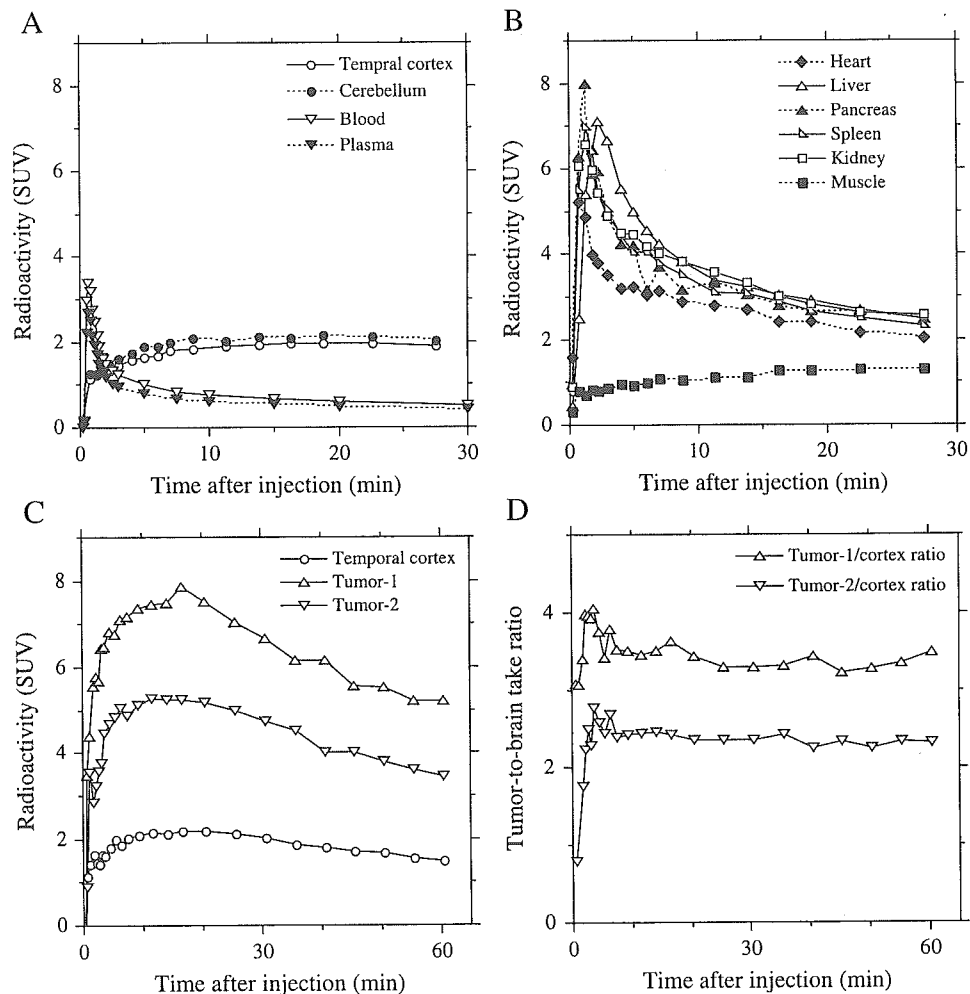 A
Radioactivity (SUV)
8
6
4
2
0
Tempral cortex
Cerebellum
Blood
Plasma
0 10 20 30
Time after injection (min)
B
Radioactivity (SUV)
8
6
4
2
0
Heart
Liver
Pancreas
Spleen
Kidney
Muscle
0 10 20 30
Time after injection (min)
C
Radioactivity (SUV)
8
6
4
2
0
Temporal cortex
Tumor-1
Tumor-2
0 30 60
Time after injection (min)
D
Tumor-to-brain take ratio
4
2
0
Tumor-1/cortex ratio
Tumor-2/cortex ratio
0 30 60
Time after injection (min)